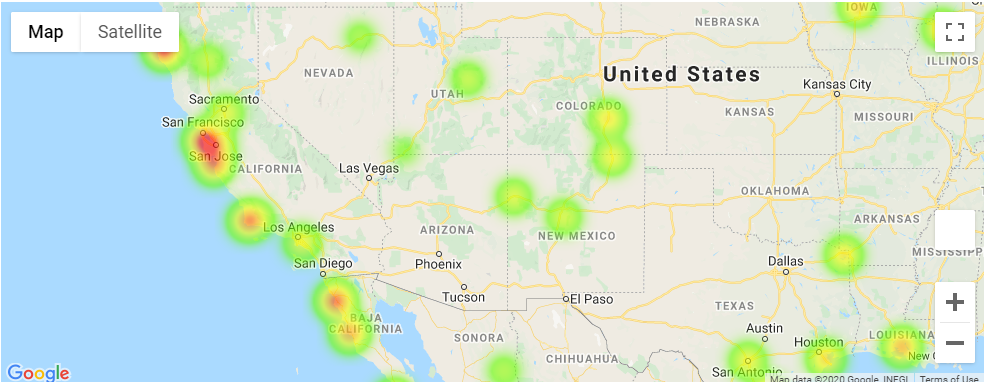 Map Satellite
NEBRASKA
IOWA
ILLINOIS
NEVADA
UTAH
United States
Kansas City
Sacramento
COLORADO
KANSAS
MISSOURI
San Francisco
San Jose
CALIFORNIA
Las Vegas
OKLAHOMA
ARKANSAS
Los Angeles
ARIZONA
NEW MEXICO
MISSISSIPP
San Diego
Phoenix
Dallas
Tucson
El Paso
TEXAS
BAJA
CALIFORNIA
SONORA
Austin
Houston
LOUISIANA
CHIHUAHUA
New
San Antonio
Google
Map data ©2020 Google, INEGI Terms of Use